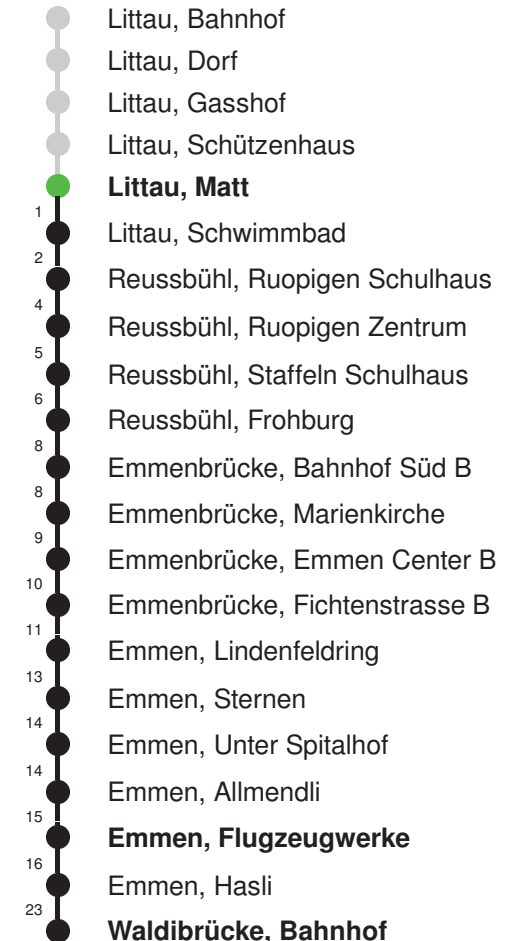 Littau, Bahnhof
Littau, Dorf
Littau, Gasshof
Littau, Schützenhaus
Littau, Matt
1
Littau, Schwimmbad
2
Reussbühl, Ruopigen Schulhaus
4
Reussbühl, Ruopigen Zentrum
5
Reussbühl, Staffeln Schulhaus
6
Reussbühl, Frohburg
8
Emmenbrücke, Bahnhof Süd B
8
Emmenbrücke, Marienkirche
9
Emmenbrücke, Emmen Center B
10
Emmenbrücke, Fichtenstrasse B
11
Emmen, Lindenfeldring
13
Emmen, Sternen
14
Emmen, Unter Spitalhof
14
Emmen, Allmendli
15
Emmen, Flugzeugwerke
16
Emmen, Hasli
23
Waldibrücke, Bahnhof